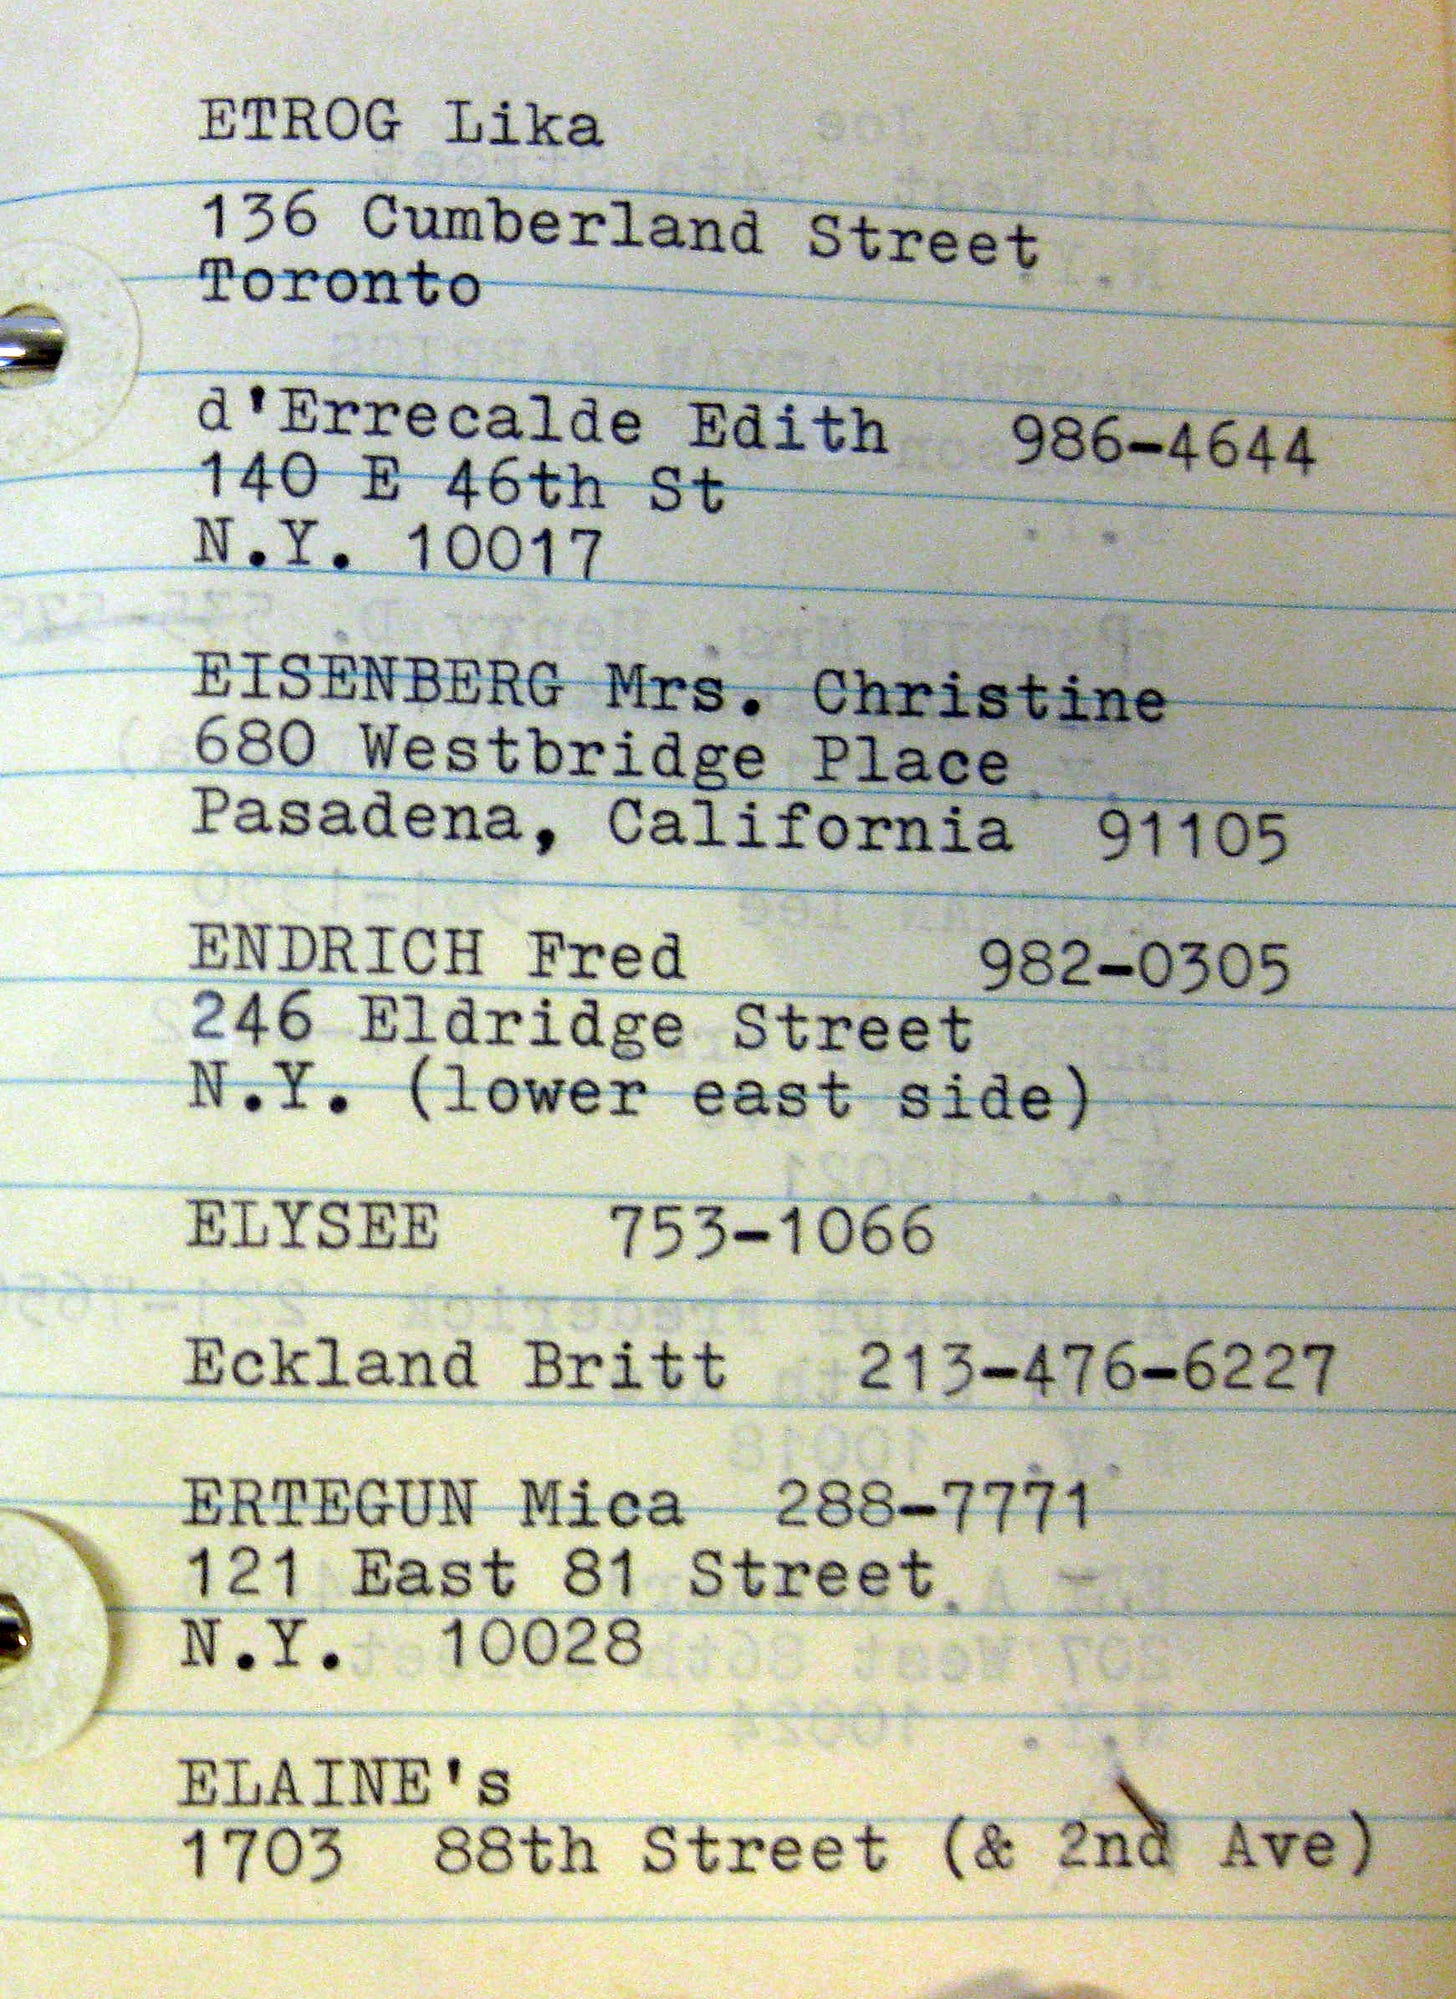 ETROG Lika
136 Cumberland Street
Toronto
d'Errecalde Edith 986-4644
140 E 46th St
N.Y. 10017
EISENBERG Mrs. Christine
680 Westbridge Place
Pasadena, California 91105
ENDRICH Fred 982-0305
246 Eldridge Street
N.Y. (lower east side)
ELYSEE 753-1066
Eckland Britt 213-476-6227
ERTEGUN Mica 288-7771
121 East 81 Street
N.Y. 10028
ELAINE's
1703 88th Street (& 2nd Ave)